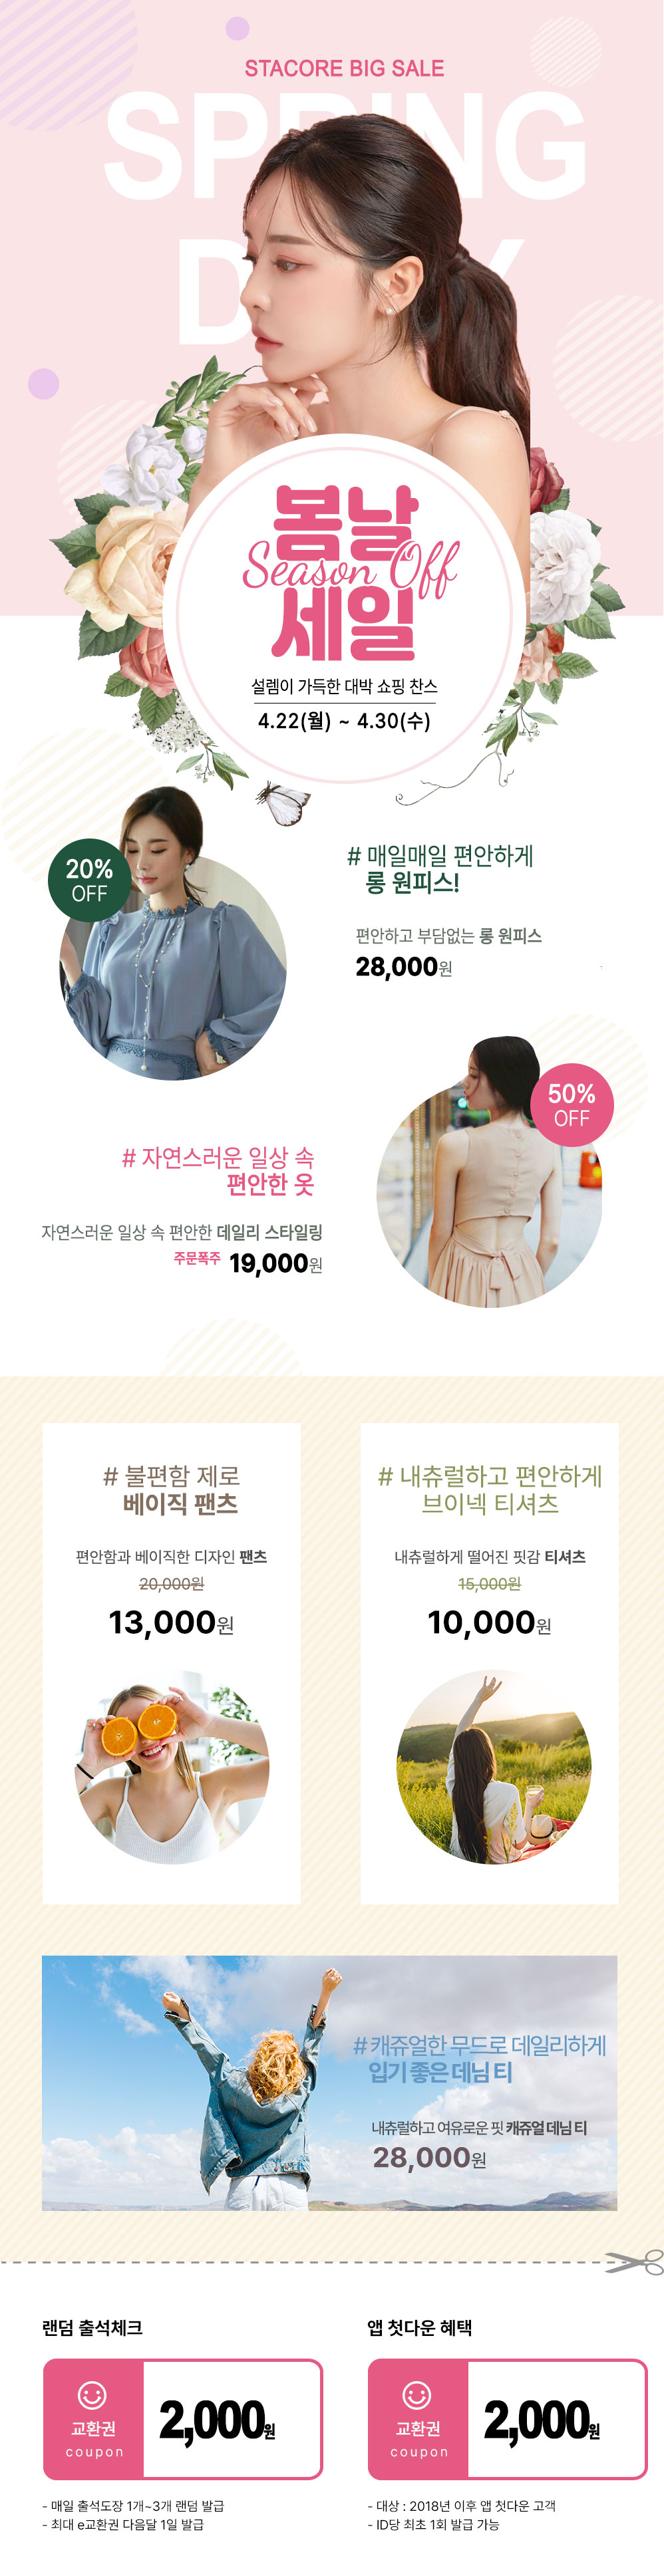 STACORE BIG SALE
SPRING
DAY
봄날
Season Off
세일
설렘이 가득한 대박 쇼핑 찬스
4.22(월) ~ 4.30(수)
20%
OFF
# 매일매일 편안하게
롱 원피스!
편안하고 부담없는 롱 원피스
28,000원
50%
OFF
# 자연스러운 일상 속
편안한 옷
자연스러운 일상 속 편안한 데일리 스타일링
주문폭주 19,000원
# 불편함 제로
베이직 팬츠
편안함과 베이직한 디자인 팬츠
20,000원
13,000원
# 내츄럴하고 편안하게
브이넥 티셔츠
내츄럴하게 떨어진 핏감 티셔츠
15,000원
10,000원
# 캐쥬얼한 무드로 데일리하게
입기 좋은 데님 티
내츄럴하고 여유로운 핏 캐쥬얼 데님 티
28,000원
랜덤 출석체크
교환권
coupon
2,000원
- 매일 출석도장 1개~3개 랜덤 발급
- 최대 e교환권 다음달 1일 발급
앱 첫다운 혜택
교환권
coupon
2,000원
- 대상 : 2018년 이후 앱 첫다운 고객
- ID당 최초 1회 발급 가능